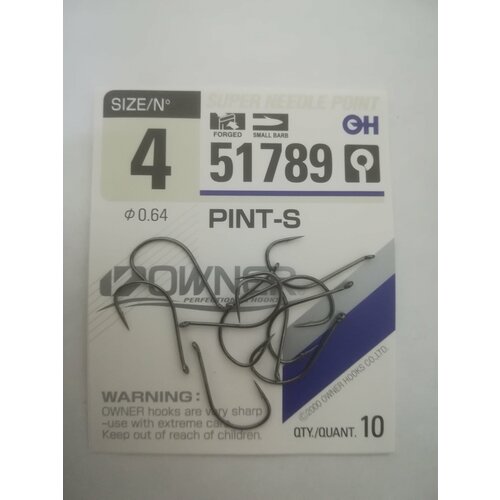 SIZE/Nº
SUPER NEEDLE POINT
4
FORGED
SMALL BARB
OH
51789
φ0.64
PINT-S
OWNER
PERFECTION IN HOOKS
WARNING:
OWNER hooks are very sharp
-use with extreme care.
Keep out of reach of children.
©2000 OWNER HOOKS CO.,LTD.
QTY./QUANT. 10